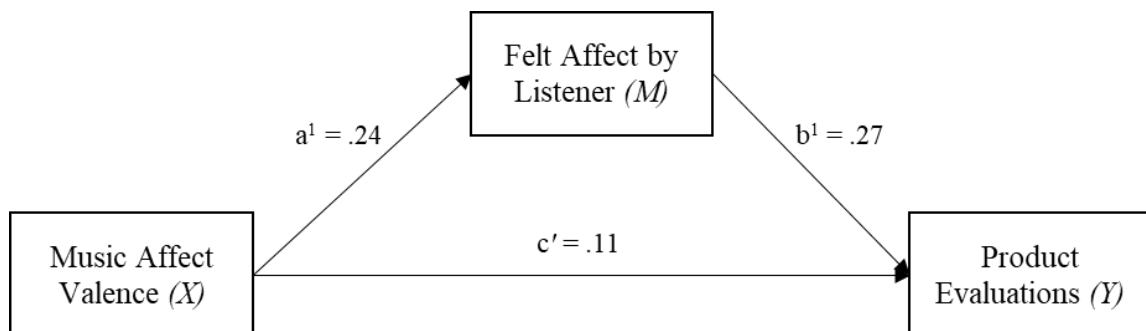 Felt Affect by
Listener (M)
a¹ = .24
b¹ = .27
c′ = .11
Music Affect
Valence (X)
Product
Evaluations (Y)